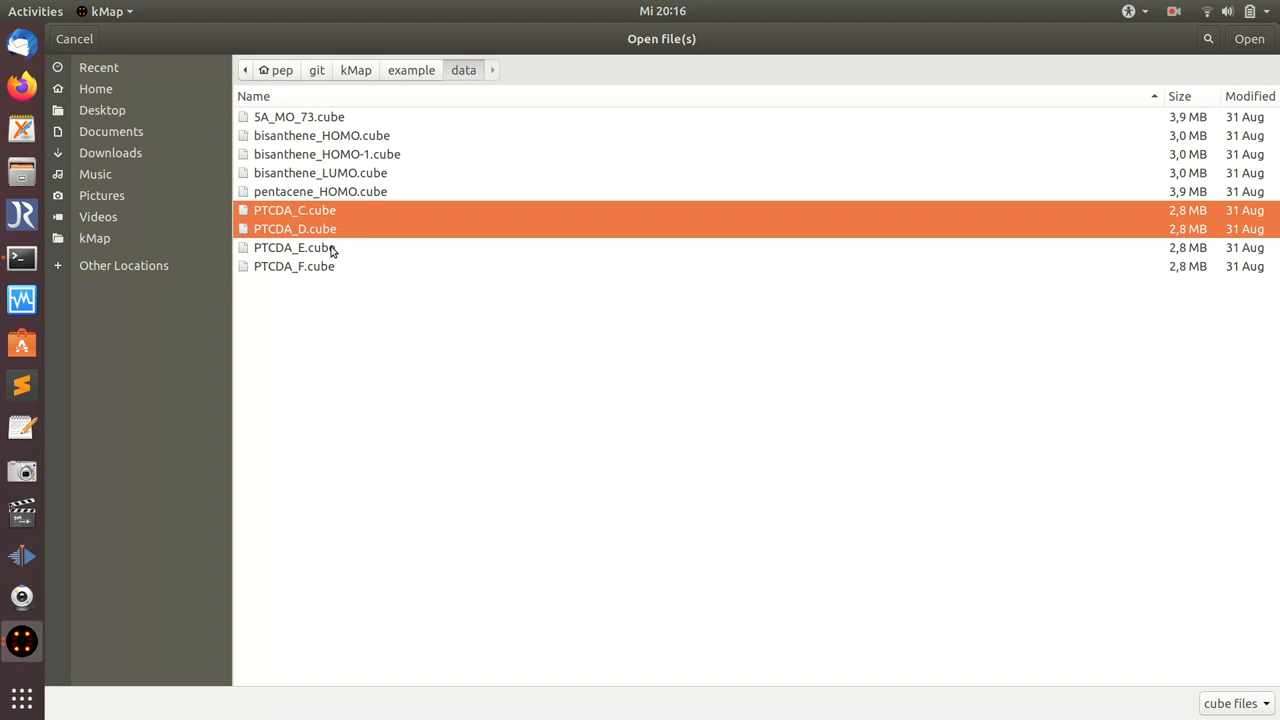 Activities kMap Mi 20:16
Cancel Open file(s) Open
Recent
Home
Desktop
Documents
Downloads
Music
Pictures
Videos
kMap
Other Locations
pep git kMap example data
Name Size Modified
5A_MO_73.cube 3,9 MB 31 Aug
bisanthene_HOMO.cube 3,0 MB 31 Aug
bisanthene_HOMO-1.cube 3,0 MB 31 Aug
bisanthene_LUMO.cube 3,0 MB 31 Aug
pentacene_HOMO.cube 3,9 MB 31 Aug
PTCDA_C.cube 2,8 MB 31 Aug
PTCDA_D.cube 2,8 MB 31 Aug
PTCDA_E.cube 2,8 MB 31 Aug
PTCDA_F.cube 2,8 MB 31 Aug
cube files